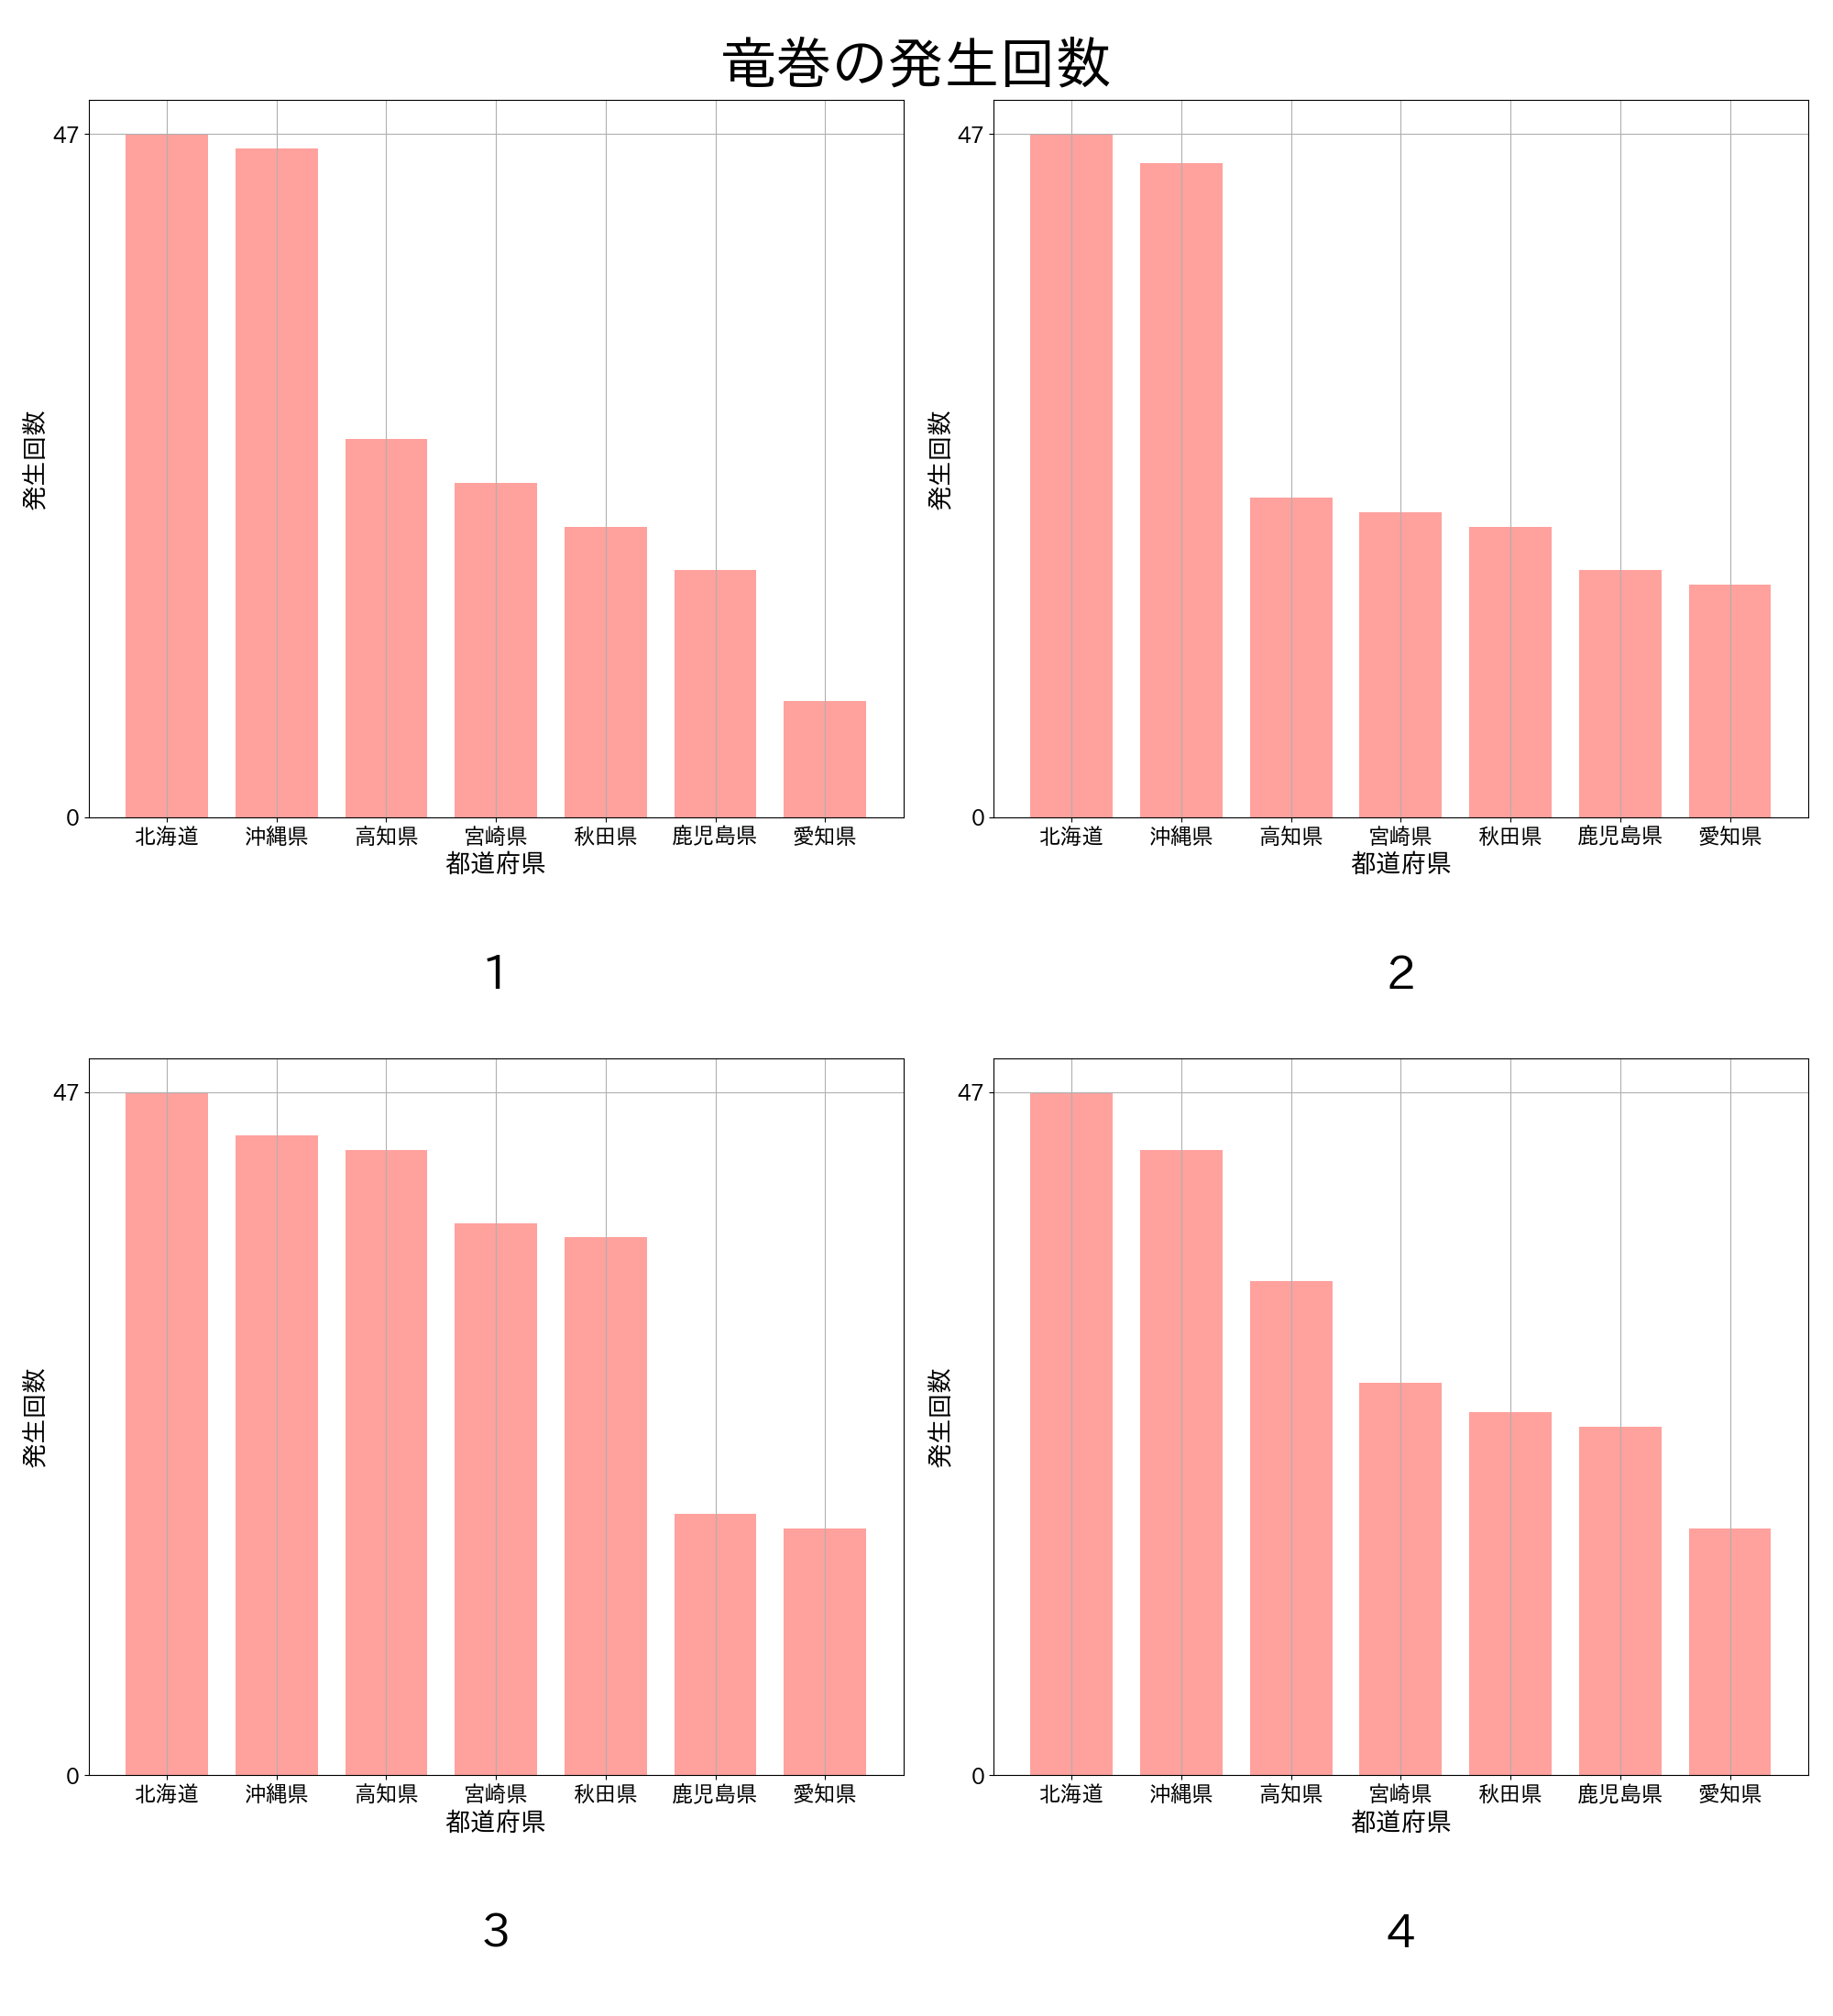 竜巻の発生回数
47
0
発生回数
北海道 沖縄県 高知県 宮崎県 秋田県 鹿児島県 愛知県
都道府県
1
47
0
発生回数
北海道 沖縄県 高知県 宮崎県 秋田県 鹿児島県 愛知県
都道府県
2
47
0
発生回数
北海道 沖縄県 高知県 宮崎県 秋田県 鹿児島県 愛知県
都道府県
3
47
0
発生回数
北海道 沖縄県 高知県 宮崎県 秋田県 鹿児島県 愛知県
都道府県
4